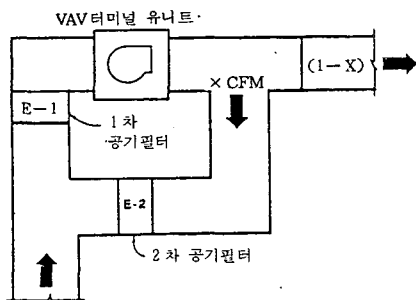 VAV터미널 유니트
(1-X)
× CFM
E-1
1차
공기필터
E-2
2차 공기필터